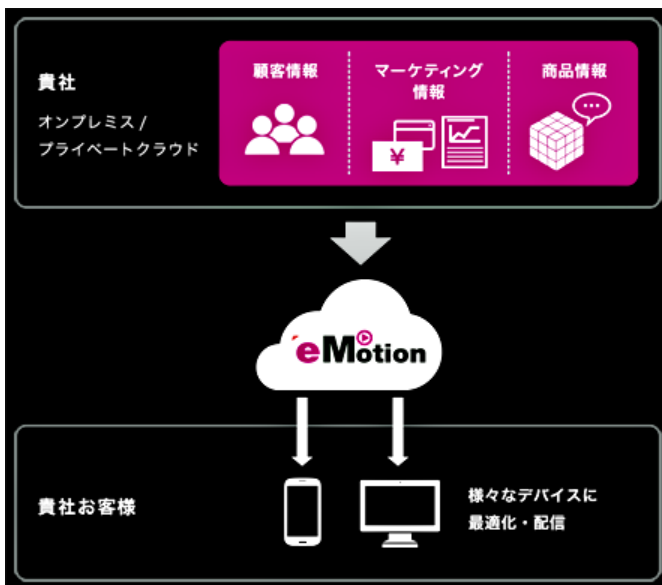 貴社
オンプレミス /
プライベートクラウド
顧客情報
マーケティング
情報
商品情報
¥
eMotion
貴社お客様
様々なデバイスに
最適化・配信